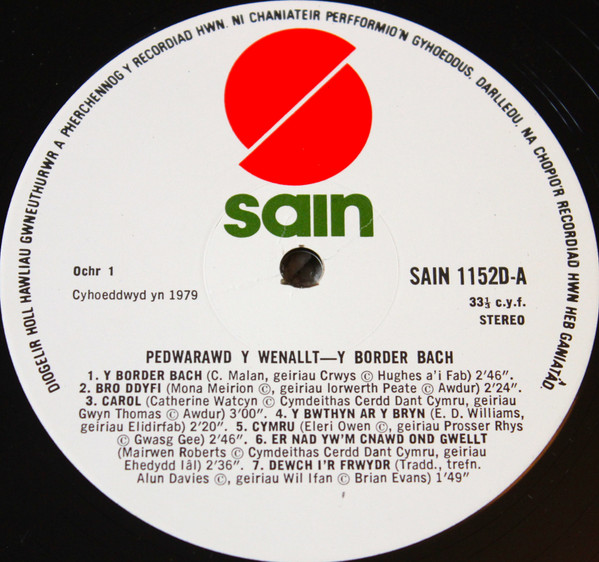 DIOGELIR HOLL HAWLIAU GWNEUTHURWR A PHERCHENNOG Y RECORDIAD HWN. NI CHANIATEIR PERFFORMIO'N GYHOEDDUS, DARLLEDU, NA CHOPIO'R RECORDIAD HWN HEB GANIATÂD.
sain
Ochr 1
SAIN 1152D-A
Cyhoeddwyd yn 1979
33⅓ c.y.f.
STEREO
PEDWARAWD Y WENALLT—Y BORDER BACH
1. Y BORDER BACH (C. Malan, geiriau Crwys © Hughes a'i Fab) 2'46".
2. BRO DDYFI (Mona Meirion ©, geiriau Iorwerth Peate © Awdur) 2'24".
3. CAROL (Catherine Watcyn © Cymdeithas Cerdd Dant Cymru, geiriau
Gwyn Thomas © Awdur) 3'00". 4. Y BWTHYN AR Y BRYN (E. D. Williams,
geiriau Elidirfab) 2'20". 5. CYMRU (Eleri Owen ©, geiriau Prosser Rhys
© Gwasg Gee) 2'46". 6. ER NAD YW'M CNAWD OND GWELLT
(Mairwen Roberts © Cymdeithas Cerdd Dant Cymru, geiriau
Ehedydd Iâl) 2'36". 7. DEWCH I'R FRWYDR (Tradd., trefn.
Alun Davies ©, geiriau Wil Ifan © Brian Evans) 1'49"